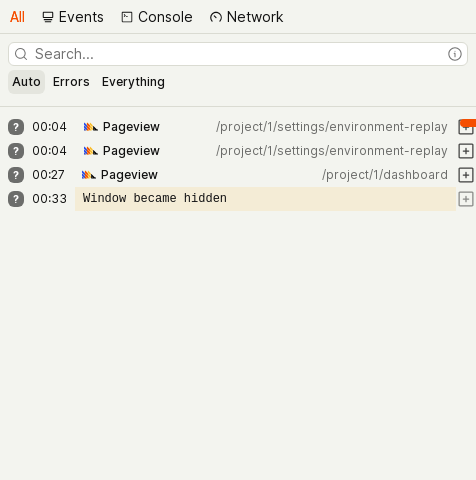 All Events Console Network
Search...
Auto Errors Everything
? 00:04 Pageview /project/1/settings/environment-replay
? 00:04 Pageview /project/1/settings/environment-replay
? 00:27 Pageview /project/1/dashboard
? 00:33 Window became hidden